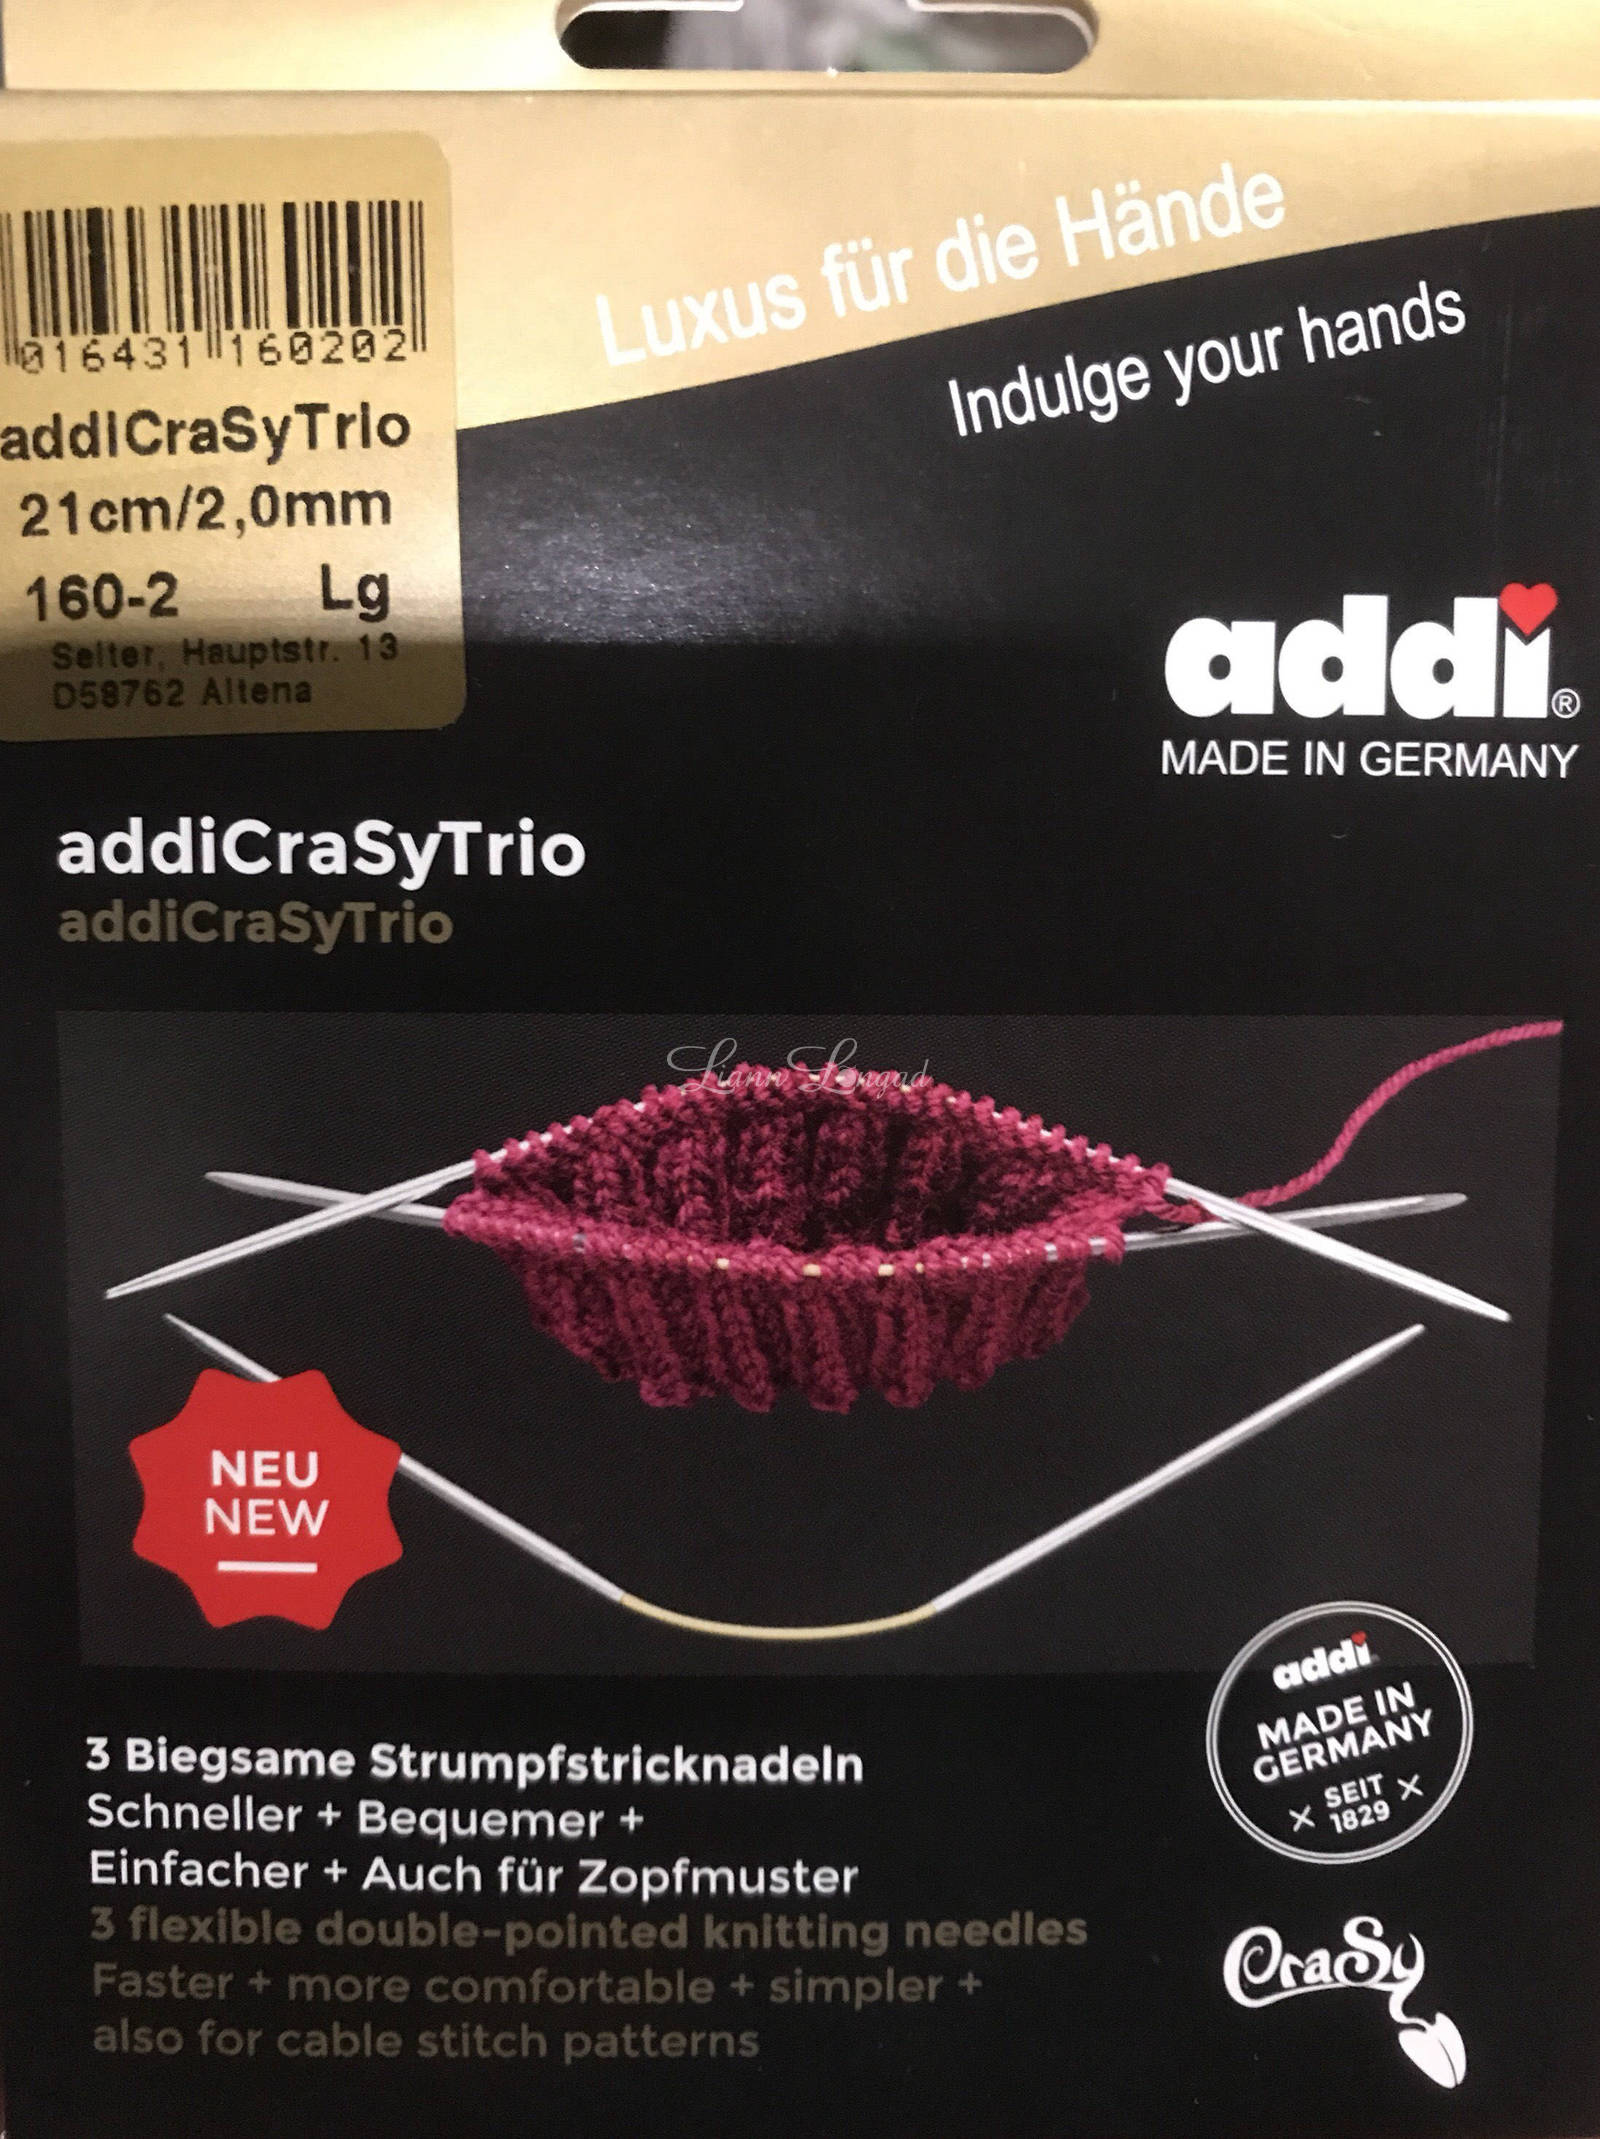 Luxus für die Hände
Indulge your hands
016431 160202
addiCraSyTrio
21cm/2,0mm
160-2 Lg
Selter, Hauptstr. 13
D58762 Altena
addi®
MADE IN GERMANY
addiCraSyTrio
addiCraSyTrio
Liann Longad
NEU
NEW
addi
MADE IN
GERMANY
SEIT
1829
3 Biegsame Strumpfstricknadeln
Schneller + Bequemer +
Einfacher + Auch für Zopfmuster
3 flexible double-pointed knitting needles
Faster + more comfortable + simpler +
also for cable stitch patterns
CraSy